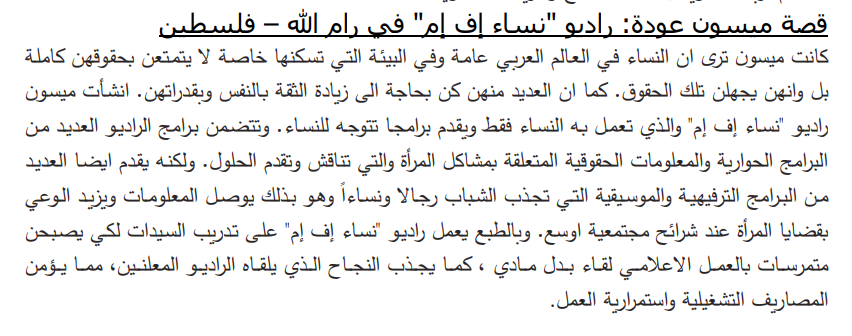 قصة ميسون عودة: راديو "نساء إف إم" في رام الله – فلسطين
كانت ميسون ترى ان النساء في العالم العربي عامة وفي البيئة التي تسكنها خاصة لا يتمتعن بحقوقهن كاملة
بل وانهن يجهلن تلك الحقوق. كما ان العديد منهن كن بحاجة الى زيادة الثقة بالنفس وبقدراتهن. انشأت ميسون
راديو "نساء إف إم" والذي تعمل به النساء فقط ويقدم برامجا تتوجه للنساء. وتتضمن برامج الراديو العديد من
البرامج الحوارية والمعلومات الحقوقية المتعلقة بمشاكل المرأة والتي تناقش وتقدم الحلول. ولكنه يقدم ايضا العديد
من البرامج الترفيهية والموسيقية التي تجذب الشباب رجالا ونساءاً وهو بذلك يوصل المعلومات ويزيد الوعي
بقضايا المرأة عند شرائح مجتمعية اوسع. وبالطبع يعمل راديو "نساء إف إم" على تدريب السيدات لكي يصبحن
متمرسات بالعمل الاعلامي لقاء بدل مادي ، كما يجذب النجاح الذي يلقاه الراديو المعلنين، مما يؤمن
المصاريف التشغيلية واستمرارية العمل.